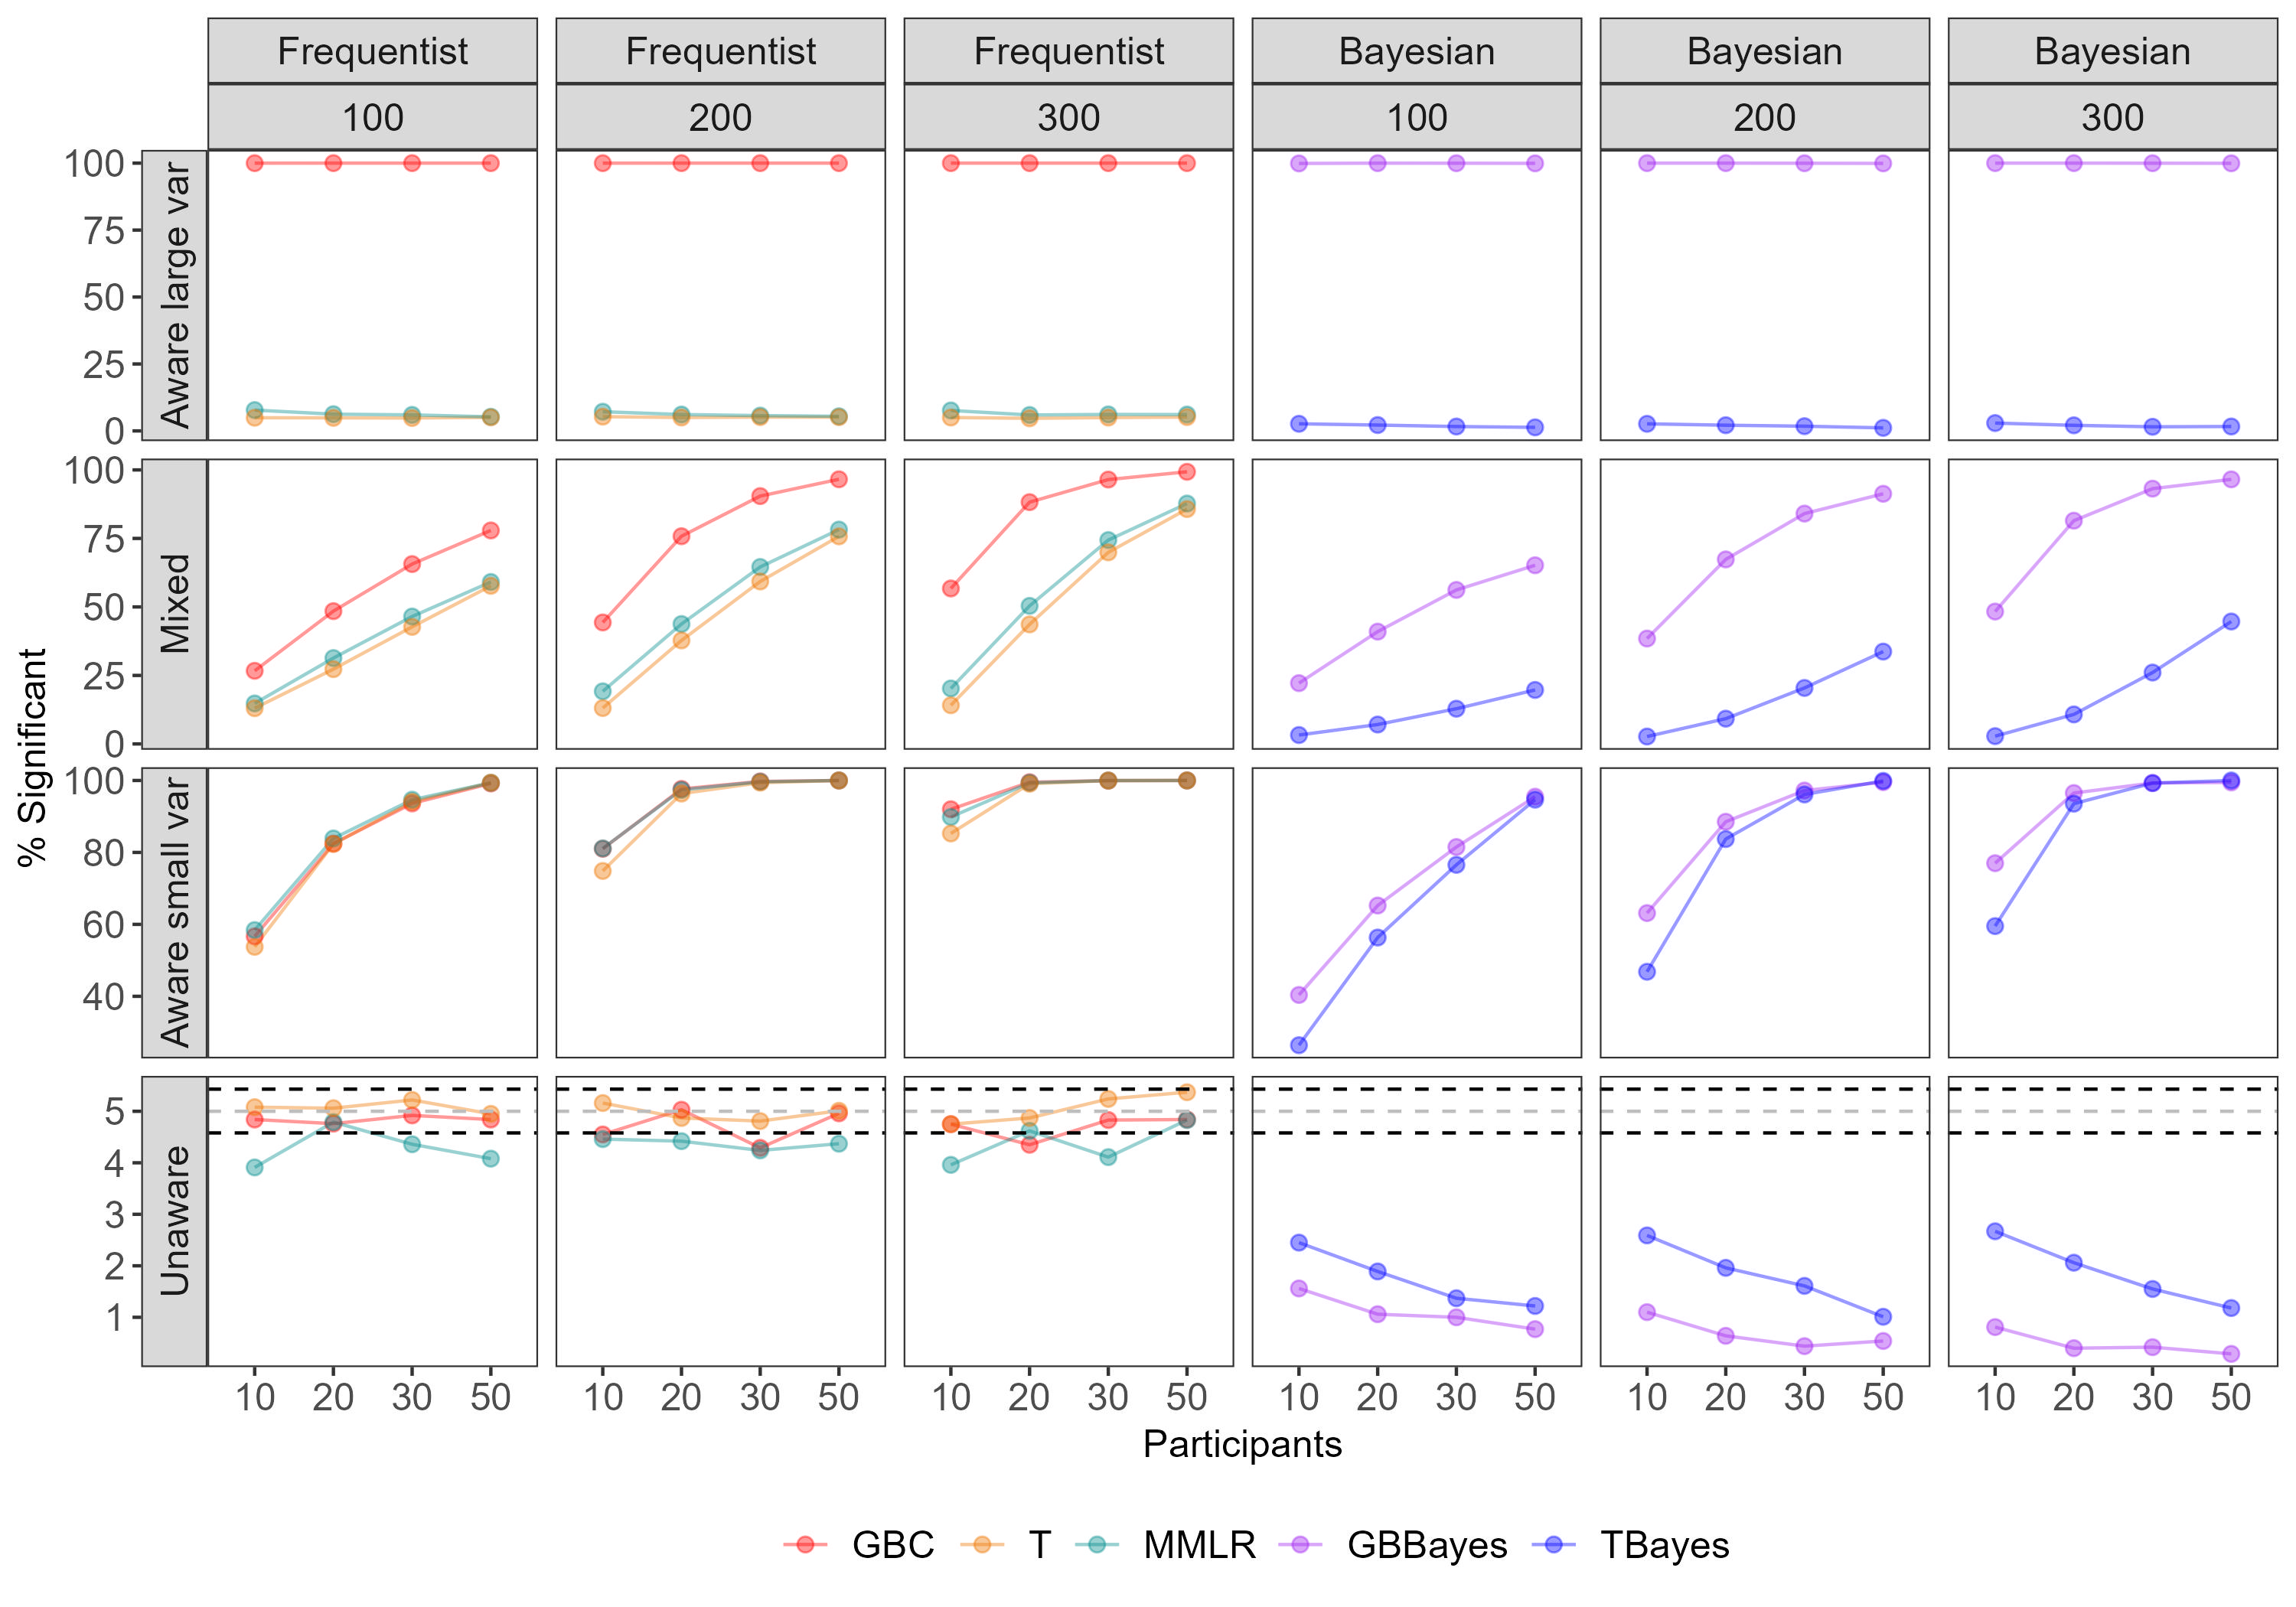 Frequentist Frequentist Frequentist Bayesian Bayesian Bayesian
100 200 300 100 200 300
% Significant
Aware large var
100
75
50
25
0
Mixed
100
75
50
25
0
Aware small var
100
80
60
40
Unaware
5
4
3
2
1
10 20 30 50 10 20 30 50 10 20 30 50 10 20 30 50 10 20 30 50 10 20 30 50
Participants
GBC T MMLR GBBayes TBayes